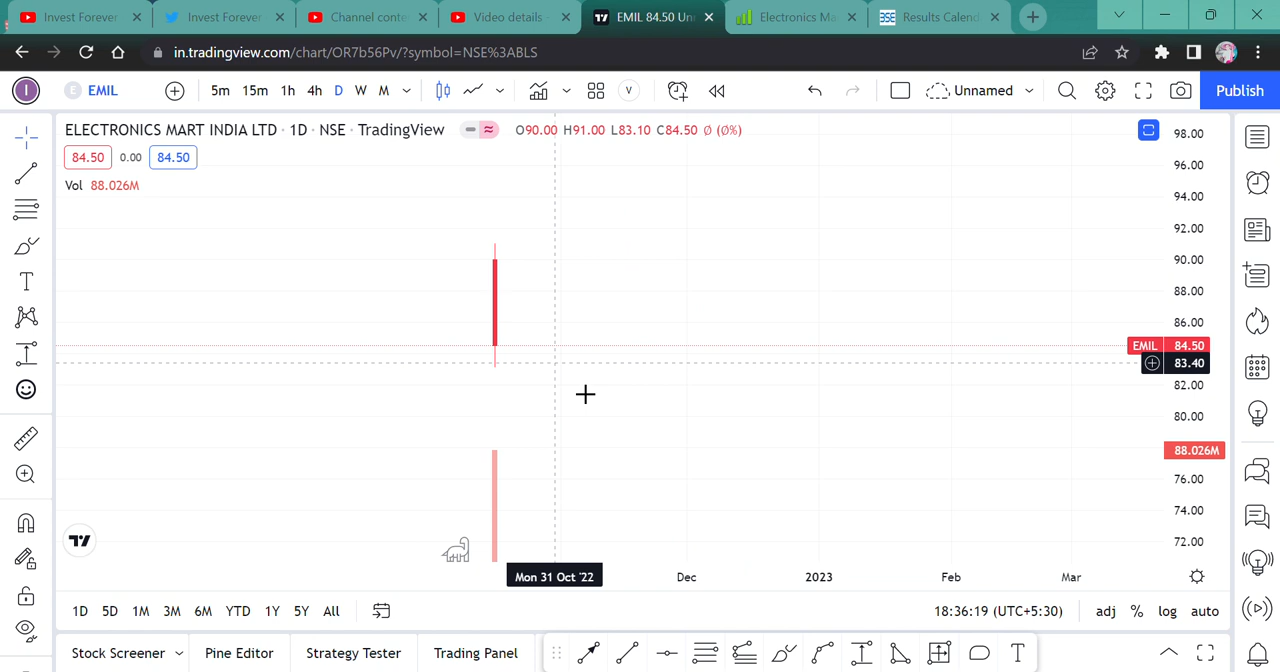 Invest Forever
Invest Forever
Channel conte
Video details -
EMIL 84.50 Unn
Electronics Ma
BSE
Results Calend
in.tradingview.com/chart/OR7b56Pv/?symbol=NSE%3ABLS
I
E EMIL
5m 15m 1h 4h D W M
V
Unnamed
Publish
ELECTRONICS MART INDIA LTD · 1D · NSE · TradingView
O90.00 H91.00 L83.10 C84.50 Ø (Ø%)
84.50 0.00 84.50
Vol 88.026M
98.00
96.00
94.00
92.00
90.00
88.00
86.00
EMIL 84.50
83.40
82.00
80.00
88.026M
76.00
74.00
72.00
Mon 31 Oct '22
Dec
2023
Feb
Mar
1D 5D 1M 3M 6M YTD 1Y 5Y All
18:36:19 (UTC+5:30)
adj % log auto
Stock Screener
Pine Editor
Strategy Tester
Trading Panel